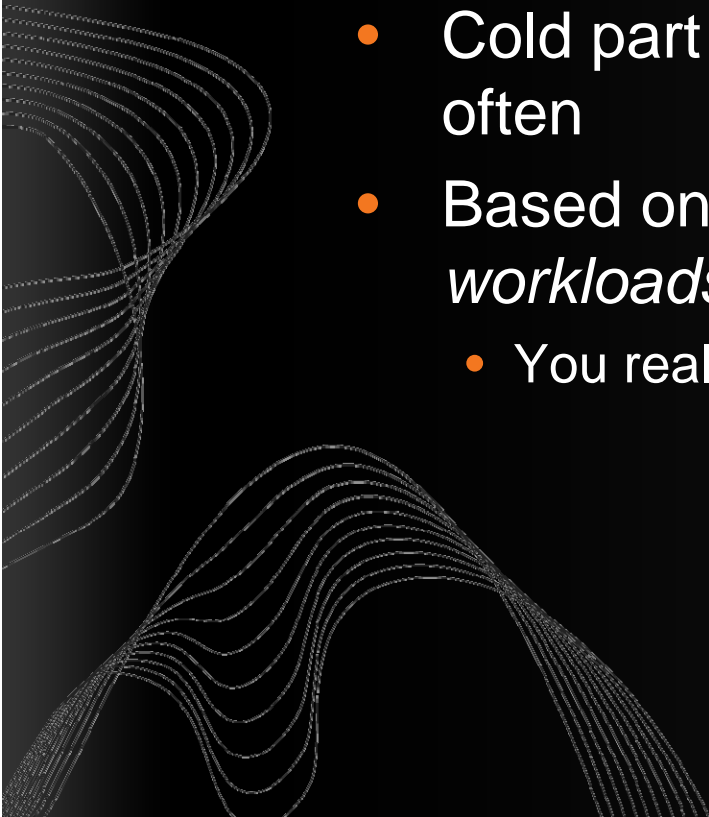 • Cold part
often
• Based on
workloads
• You real